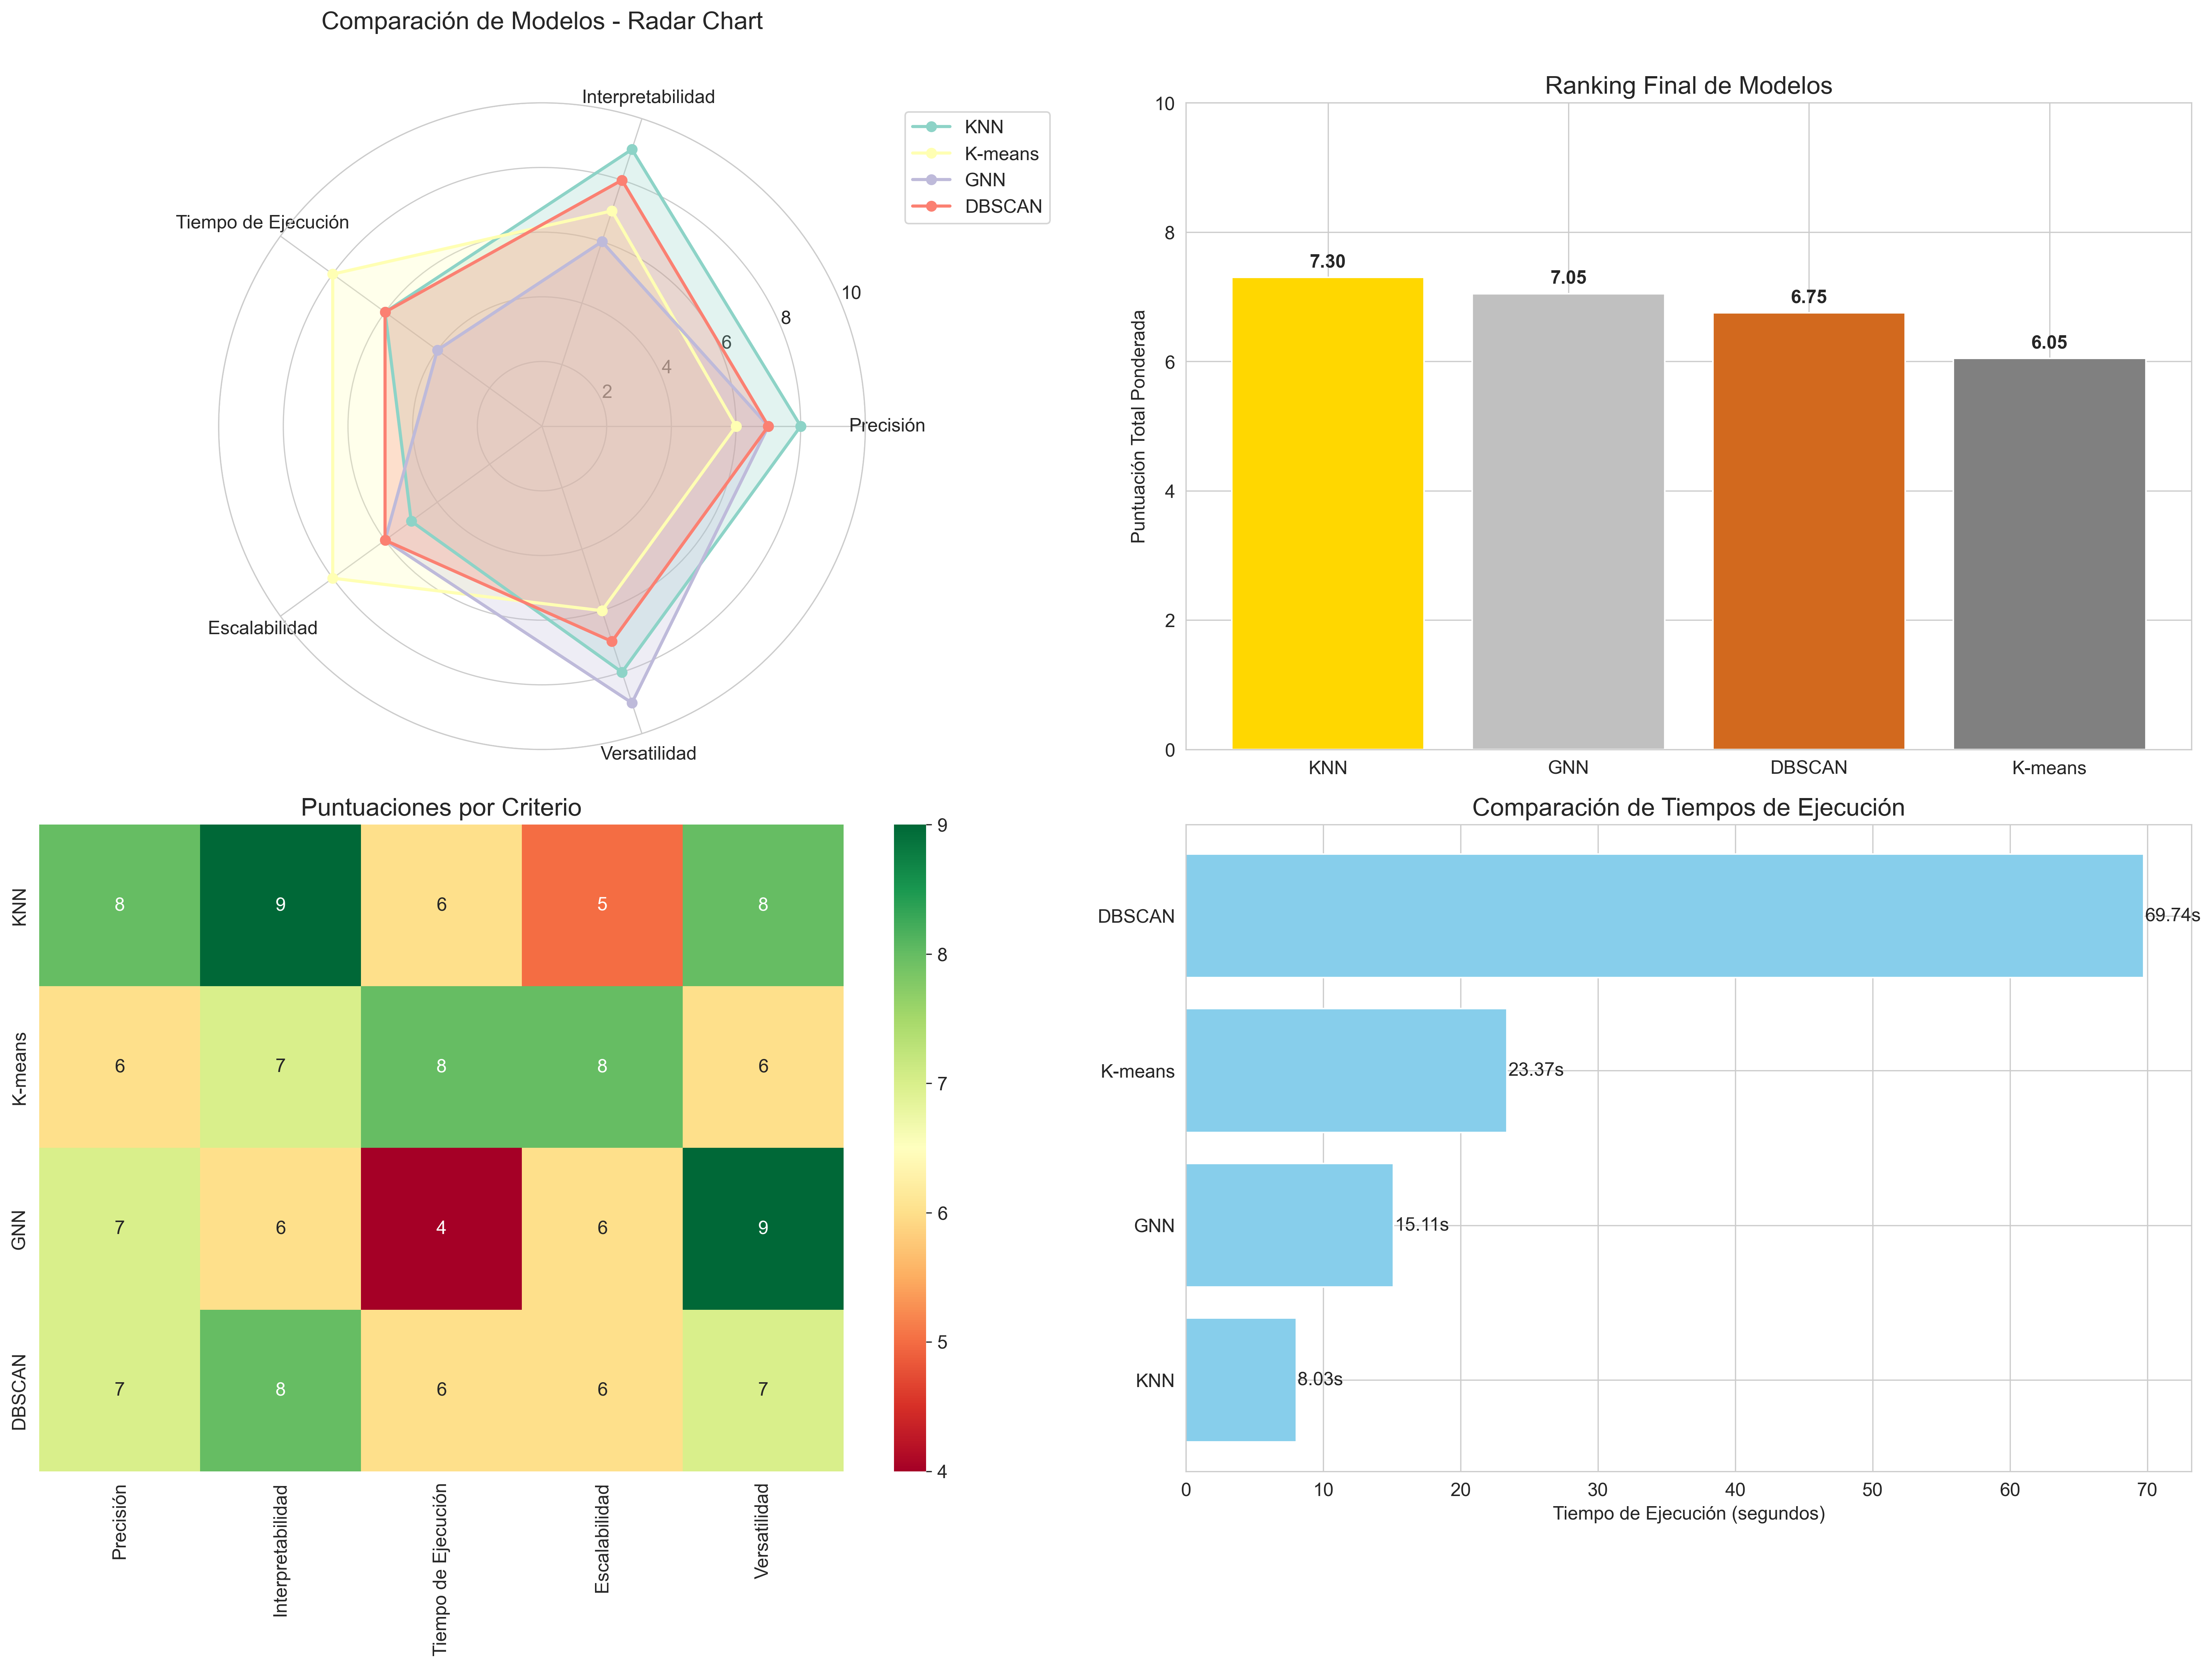 Comparación de Modelos - Radar Chart
Interpretabilidad
Tiempo de Ejecución
Precisión
Escalabilidad
Versatilidad
2
4
6
8
10
KNN
K-means
GNN
DBSCAN
Ranking Final de Modelos
Puntuación Total Ponderada
10
8
6
4
2
0
7.30
7.05
6.75
6.05
KNN
GNN
DBSCAN
K-means
Puntuaciones por Criterio
KNN
8 9 6 5 8
K-means
6 7 8 8 6
GNN
7 6 4 6 9
DBSCAN
7 8 6 6 7
Precisión
Interpretabilidad
Tiempo de Ejecución
Escalabilidad
Versatilidad
9
8
7
6
5
4
Comparación de Tiempos de Ejecución
DBSCAN
69.74s
K-means
23.37s
GNN
15.11s
KNN
8.03s
0 10 20 30 40 50 60 70
Tiempo de Ejecución (segundos)